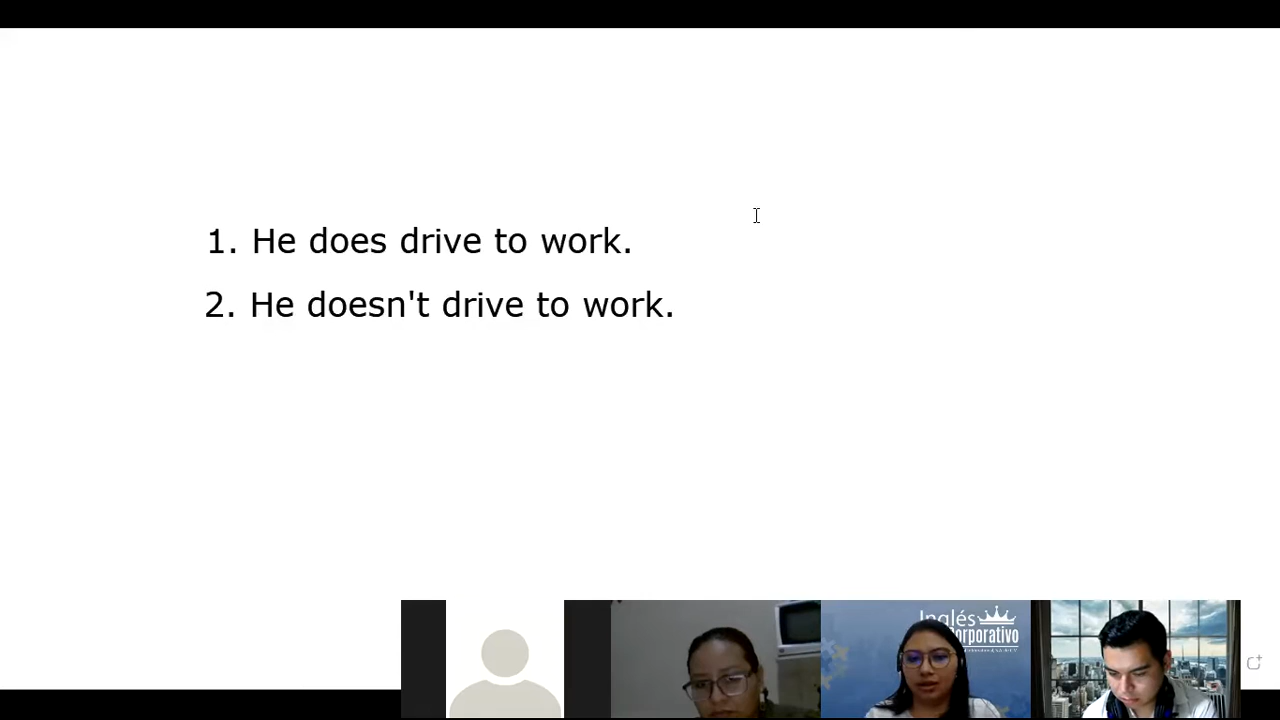 1. He does drive to work.
2. He doesn't drive to work.
Inglés
Corporativo